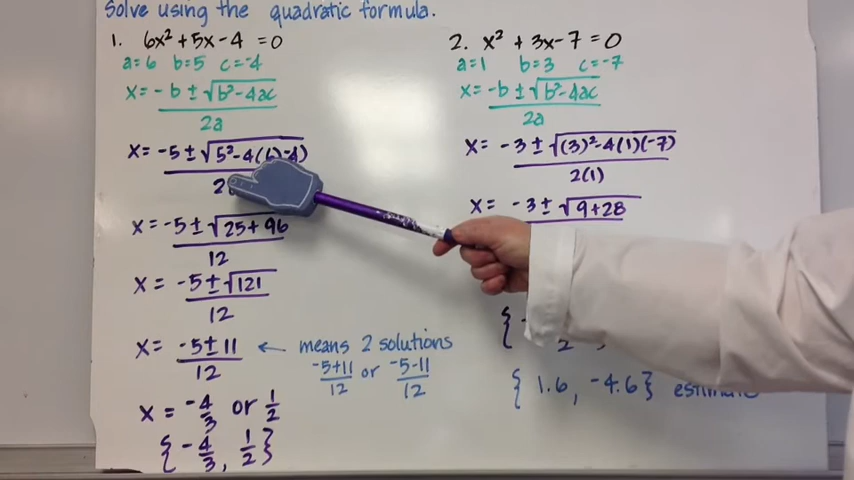 Solve using the quadratic formula.
1. 6x² + 5x - 4 = 0
a = 6 b = 5 c = -4
x = -b ± √b² - 4ac
2a
x = -5 ± √5² - 4(6)-4)
2(
x = -5 ± √25 + 96
12
x = -5 ± √121
12
x = -5 ± 11
12
← means 2 solutions
-5+11 or -5-11
12 12
x = -4/3 or 1/2
{-4/3, 1/2}
2. x² + 3x - 7 = 0
a = 1 b = 3 c = -7
x = -b ± √b² - 4ac
2a
x = -3 ± √(3)² - 4(1)(-7)
2(1)
x = -3 ± √9 + 28
2
{1.6, -4.6}